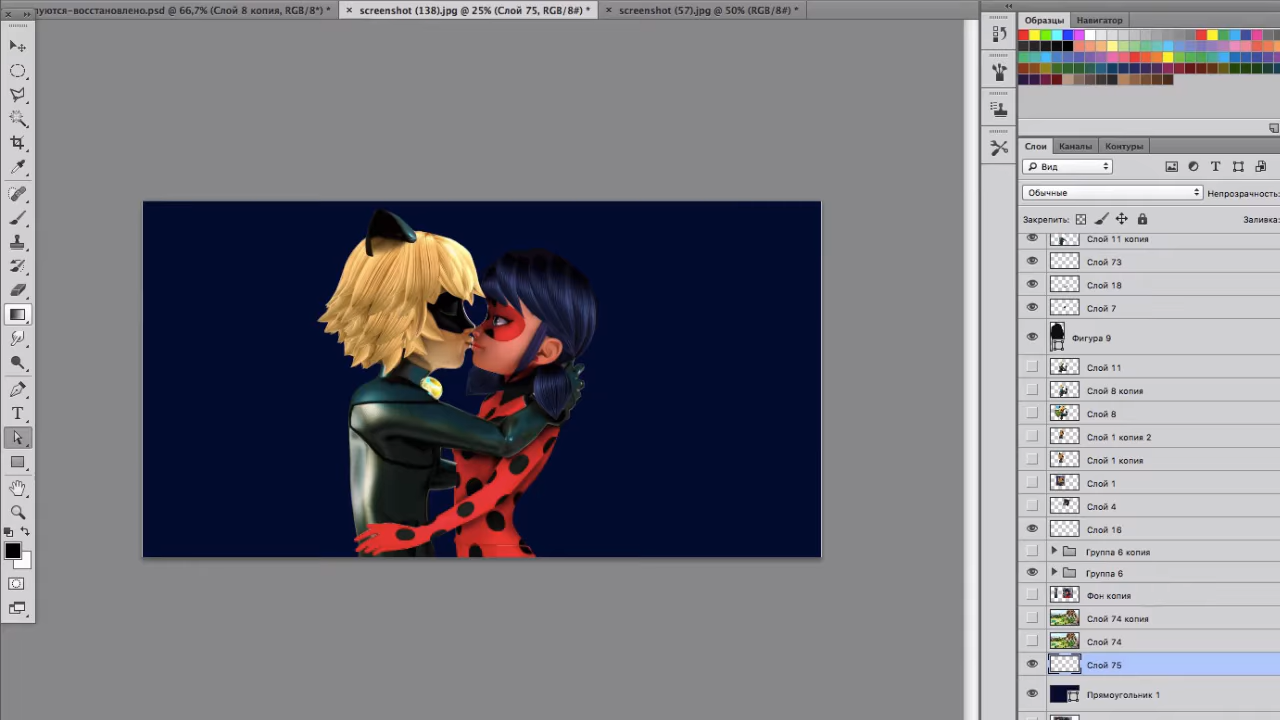 руются-восстановлено.psd @ 66,7% (Слой 8 копия, RGB/8*) *
screenshot (138).jpg @ 25% (Слой 75, RGB/8#) *
screenshot (57).jpg @ 50% (RGB/8#) *
Образцы
Навигатор
Слои
Каналы
Контуры
Вид
Обычные
Непрозрачность:
Закрепить:
Заливка:
Слой 11 копия
Слой 73
Слой 18
Слой 7
Фигура 9
Слой 11
Слой 8 копия
Слой 8
Слой 1 копия 2
Слой 1 копия
Слой 1
Слой 4
Слой 16
Группа 6 копия
Группа 6
Фон копия
Слой 74 копия
Слой 74
Слой 75
Прямоугольник 1